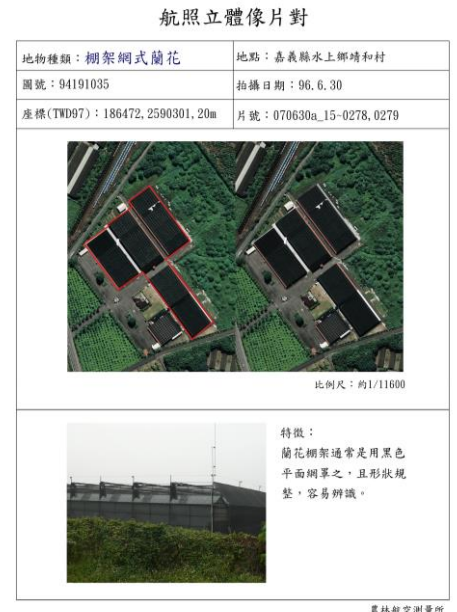 航照立體像片對
地物種類：棚架網式蘭花
地點：嘉義縣水上鄉靖和村
圖號：94191035
拍攝日期：96.6.30
座標(TWD97)：186472,2590301,20m
片號：070630a_15-0278,0279
比例尺：約1/11600
特徵：
蘭花棚架通常是用黑色
平面網罩之，且形狀規
整，容易辨識。
農林航空測量所